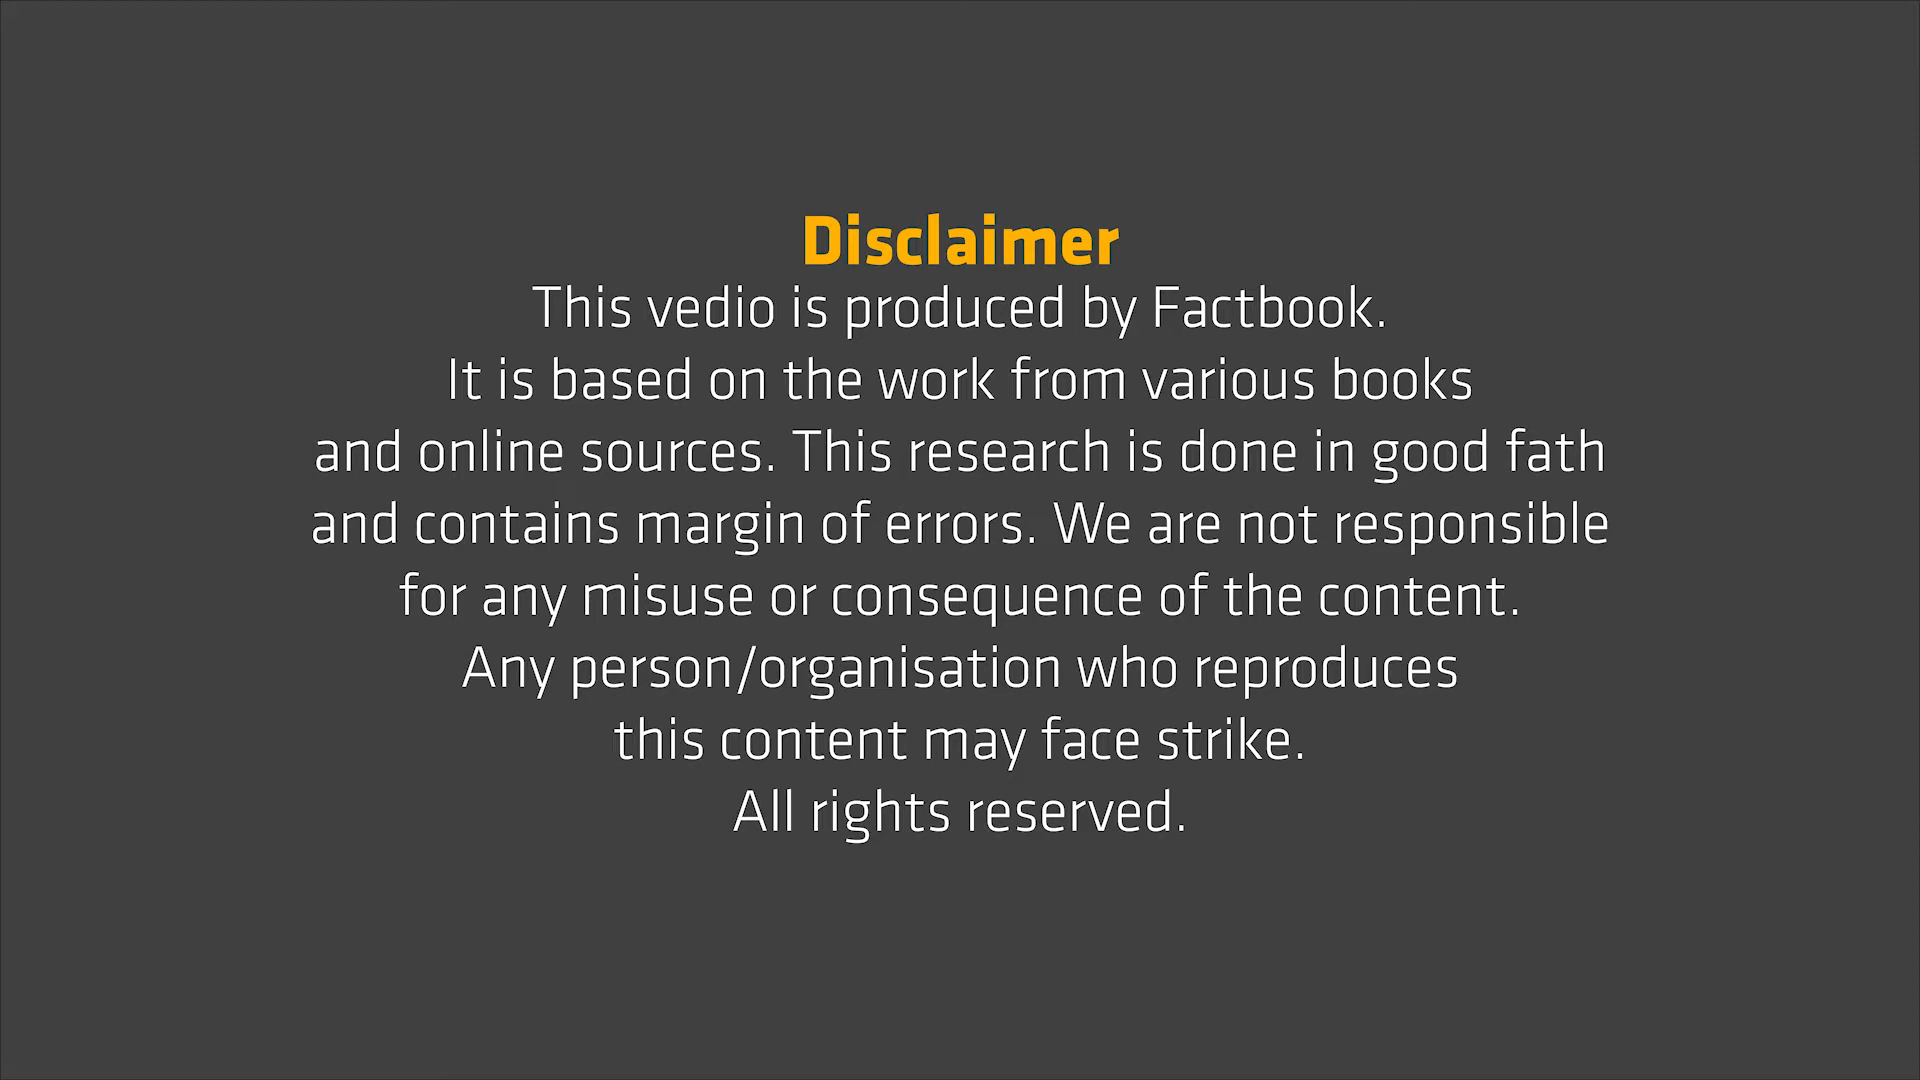 Disclaimer
This vedio is produced by Factbook.
It is based on the work from various books
and online sources. This research is done in good fath
and contains margin of errors. We are not responsible
for any misuse or consequence of the content.
Any person/organisation who reproduces
this content may face strike.
All rights reserved.